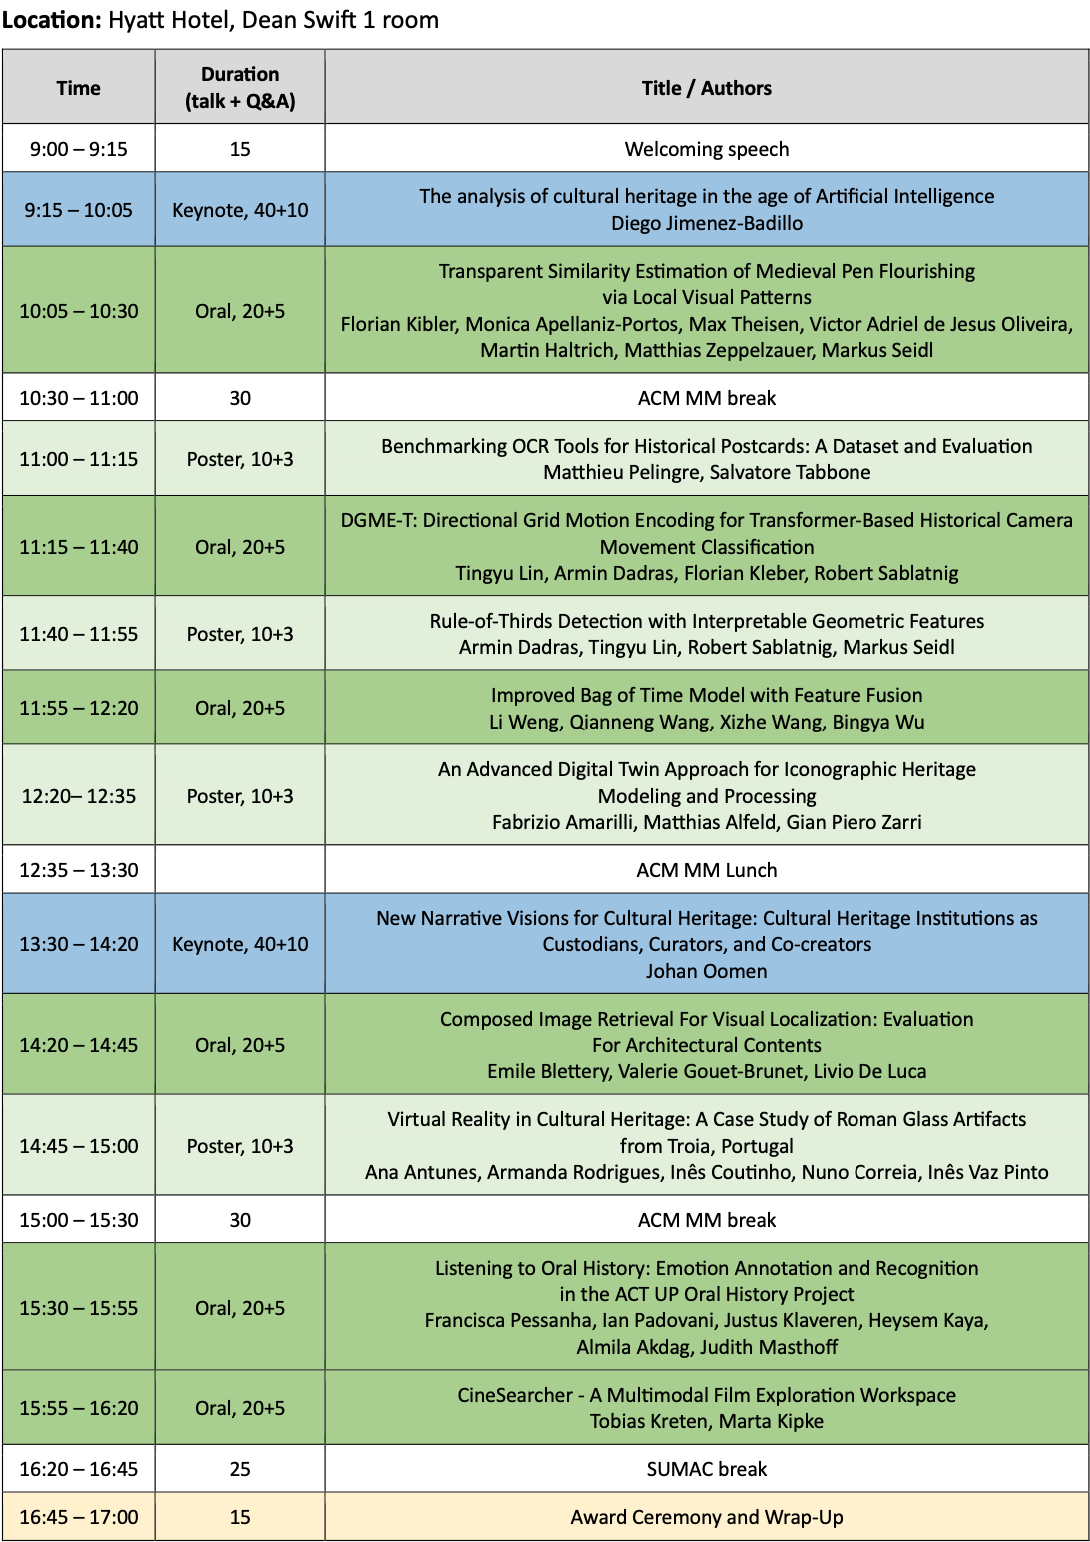 Location: Hyatt Hotel, Dean Swift 1 room
Time
Duration
(talk + Q&A)
Title / Authors
9:00 – 9:15
15
Welcoming speech
9:15 – 10:05
Keynote, 40+10
The analysis of cultural heritage in the age of Artificial Intelligence
Diego Jimenez-Badillo
10:05 – 10:30
Oral, 20+5
Transparent Similarity Estimation of Medieval Pen Flourishing
via Local Visual Patterns
Florian Kibler, Monica Apellaniz-Portos, Max Theisen, Victor Adriel de Jesus Oliveira,
Martin Haltrich, Matthias Zeppelzauer, Markus Seidl
10:30 – 11:00
30
ACM MM break
11:00 – 11:15
Poster, 10+3
Benchmarking OCR Tools for Historical Postcards: A Dataset and Evaluation
Matthieu Pelingre, Salvatore Tabbone
11:15 – 11:40
Oral, 20+5
DGME-T: Directional Grid Motion Encoding for Transformer-Based Historical Camera
Movement Classification
Tingyu Lin, Armin Dadras, Florian Kleber, Robert Sablatnig
11:40 – 11:55
Poster, 10+3
Rule-of-Thirds Detection with Interpretable Geometric Features
Armin Dadras, Tingyu Lin, Robert Sablatnig, Markus Seidl
11:55 – 12:20
Oral, 20+5
Improved Bag of Time Model with Feature Fusion
Li Weng, Qianneng Wang, Xizhe Wang, Bingya Wu
12:20– 12:35
Poster, 10+3
An Advanced Digital Twin Approach for Iconographic Heritage
Modeling and Processing
Fabrizio Amarilli, Matthias Alfeld, Gian Piero Zarri
12:35 – 13:30
ACM MM Lunch
13:30 – 14:20
Keynote, 40+10
New Narrative Visions for Cultural Heritage: Cultural Heritage Institutions as
Custodians, Curators, and Co-creators
Johan Oomen
14:20 – 14:45
Oral, 20+5
Composed Image Retrieval For Visual Localization: Evaluation
For Architectural Contents
Emile Blettery, Valerie Gouet-Brunet, Livio De Luca
14:45 – 15:00
Poster, 10+3
Virtual Reality in Cultural Heritage: A Case Study of Roman Glass Artifacts
from Troia, Portugal
Ana Antunes, Armanda Rodrigues, Inês Coutinho, Nuno Correia, Inês Vaz Pinto
15:00 – 15:30
30
ACM MM break
15:30 – 15:55
Oral, 20+5
Listening to Oral History: Emotion Annotation and Recognition
in the ACT UP Oral History Project
Francisca Pessanha, Ian Padovani, Justus Klaveren, Heysem Kaya,
Almila Akdag, Judith Masthoff
15:55 – 16:20
Oral, 20+5
CineSearcher - A Multimodal Film Exploration Workspace
Tobias Kreten, Marta Kipke
16:20 – 16:45
25
SUMAC break
16:45 – 17:00
15
Award Ceremony and Wrap-Up